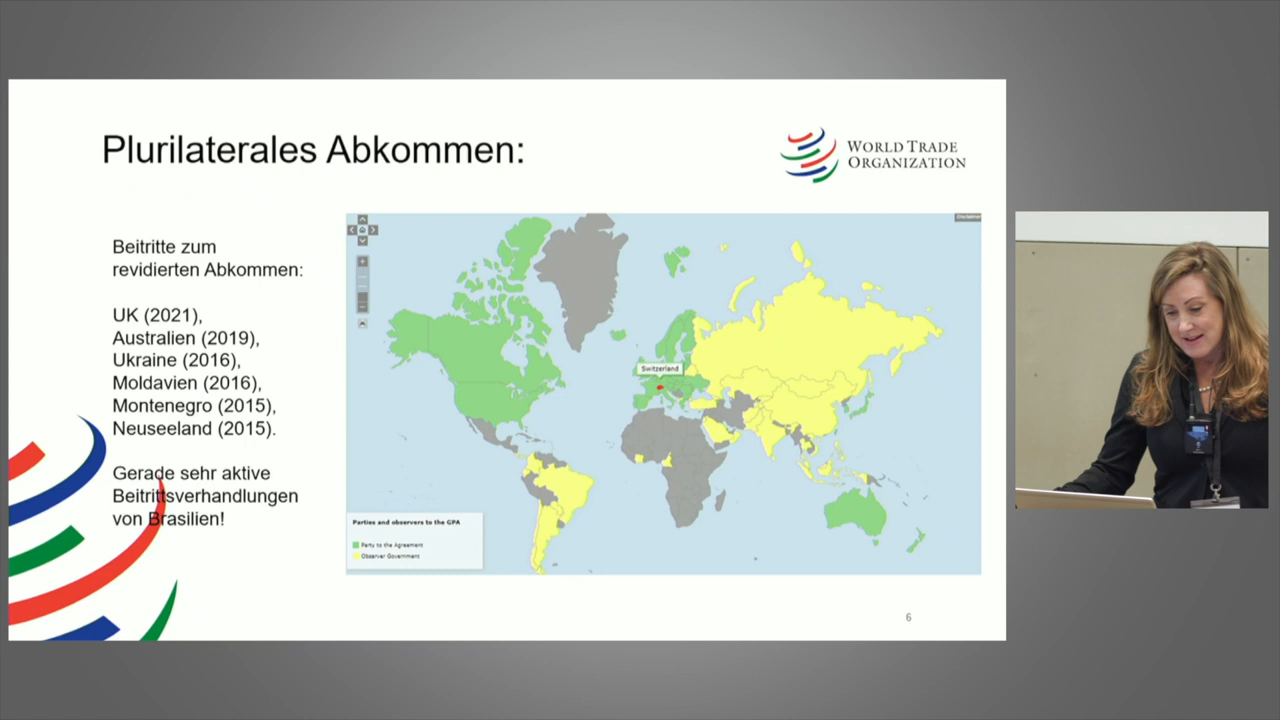 Plurilaterales Abkommen:
WORLD TRADE
ORGANIZATION
Beitritte zum
revidierten Abkommen:
UK (2021),
Australien (2019),
Ukraine (2016),
Moldavien (2016),
Montenegro (2015),
Neuseeland (2015).
Gerade sehr aktive
Beitrittsverhandlungen
von Brasilien!
Disclaimer
Switzerland
Parties and observers to the GPA
Party to the Agreement
Observer Government
6